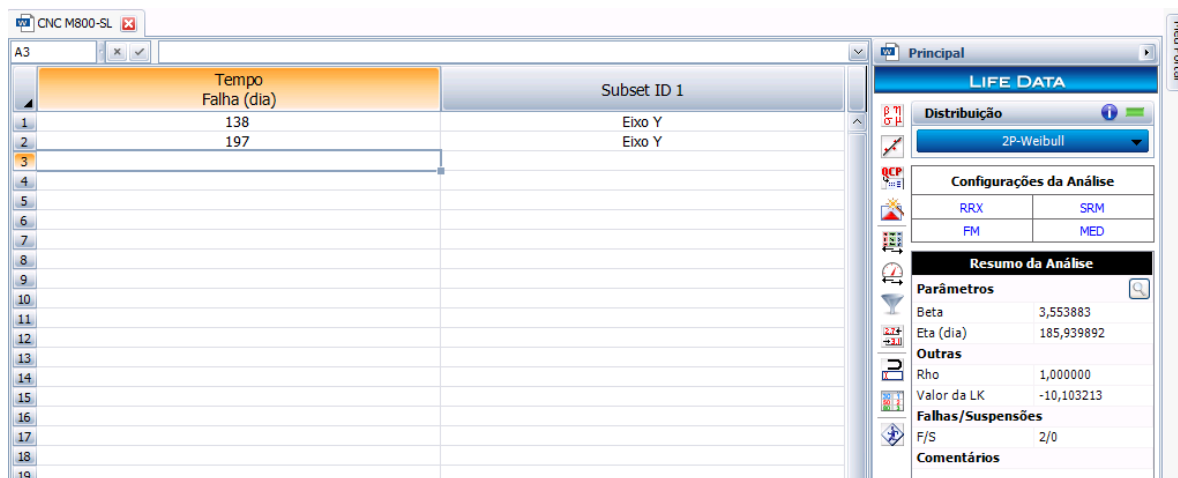 CNC M800-SL
A3
Principal
Tempo
Falha (dia)
Subset ID 1
LIFE DATA
1 138 Eixo Y
2 197 Eixo Y
3
4
5
6
7
8
9
10
11
12
13
14
15
16
17
18
19
β η
σ μ
QCP
Distribuição
2P-Weibull
Configurações da Análise
RRX SRM
FM MED
Resumo da Análise
Parâmetros
Beta 3,553883
Eta (dia) 185,939892
Outras
Rho 1,000000
Valor da LK -10,103213
Falhas/Suspensões
F/S 2/0
Comentários